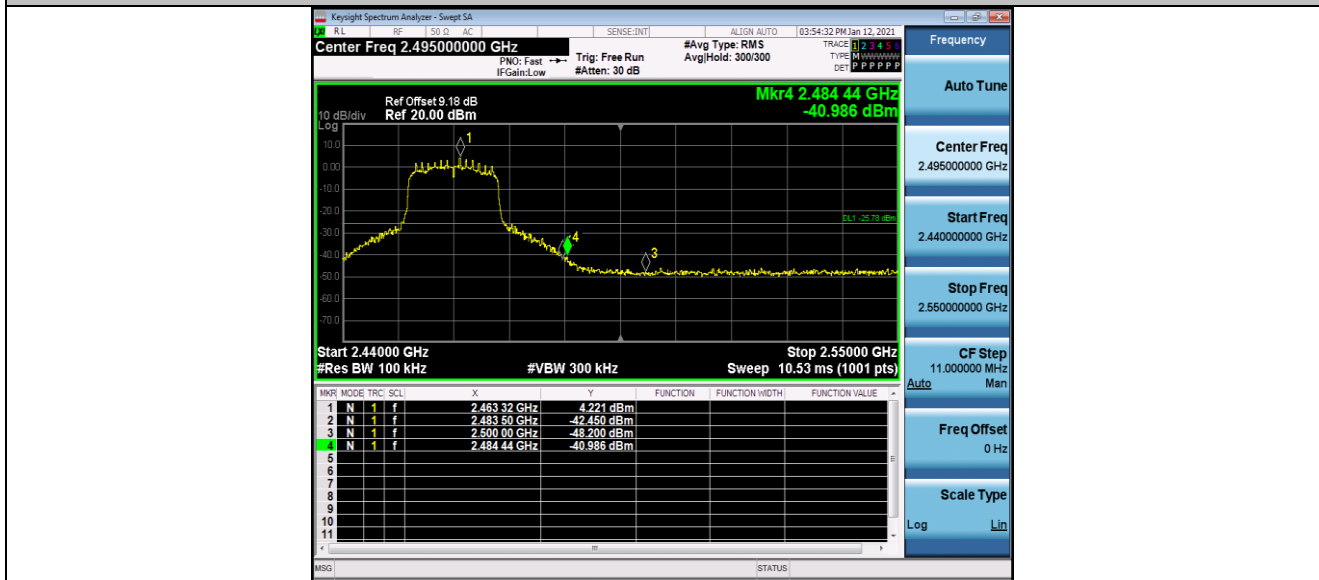 Keysight Spectrum Analyzer - Swept SA
RL RF 50 Ω AC SENSE:INT ALIGN AUTO 03:54:32 PM Jan 12, 2021
Center Freq 2.495000000 GHz
PNO: Fast
IFGain:Low
Trig: Free Run
#Atten: 30 dB
#Avg Type: RMS
Avg|Hold: 300/300
TRACE 1 2 3 4 5 6
TYPE M WWWWW
DET P P P P P P
Mkr4 2.484 44 GHz
-40.986 dBm
Ref Offset 9.18 dB
10 dB/div Ref 20.00 dBm
Log
10.0
0.00
-10.0
-20.0
-30.0
-40.0
-50.0
-60.0
-70.0
1
4
3
DL1 -25.78 dBm
Start 2.44000 GHz Stop 2.55000 GHz
#Res BW 100 kHz #VBW 300 kHz Sweep 10.53 ms (1001 pts)
MKR MODE TRC SCL X Y FUNCTION FUNCTION WIDTH FUNCTION VALUE
1 N 1 f 2.463 32 GHz 4.221 dBm
2 N 1 f 2.483 50 GHz -42.450 dBm
3 N 1 f 2.500 00 GHz -48.200 dBm
4 N 1 f 2.484 44 GHz -40.986 dBm
5
6
7
8
9
10
11
MSG STATUS
Frequency
Auto Tune
Center Freq
2.495000000 GHz
Start Freq
2.440000000 GHz
Stop Freq
2.550000000 GHz
CF Step
11.000000 MHz
Auto Man
Freq Offset
0 Hz
Scale Type
Log Lin